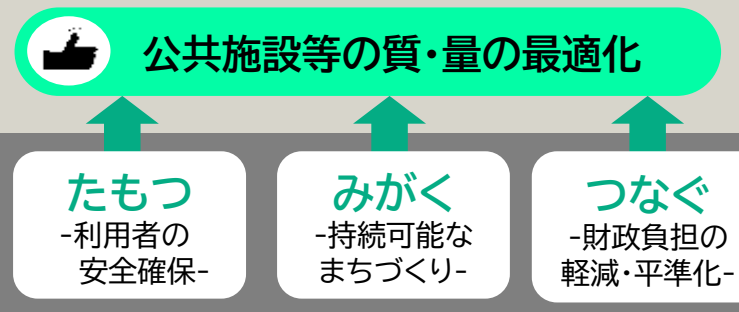 公共施設等の質・量の最適化
たもつ
-利用者の
安全確保-
みがく
-持続可能な
まちづくり-
つなぐ
-財政負担の
軽減・平準化-